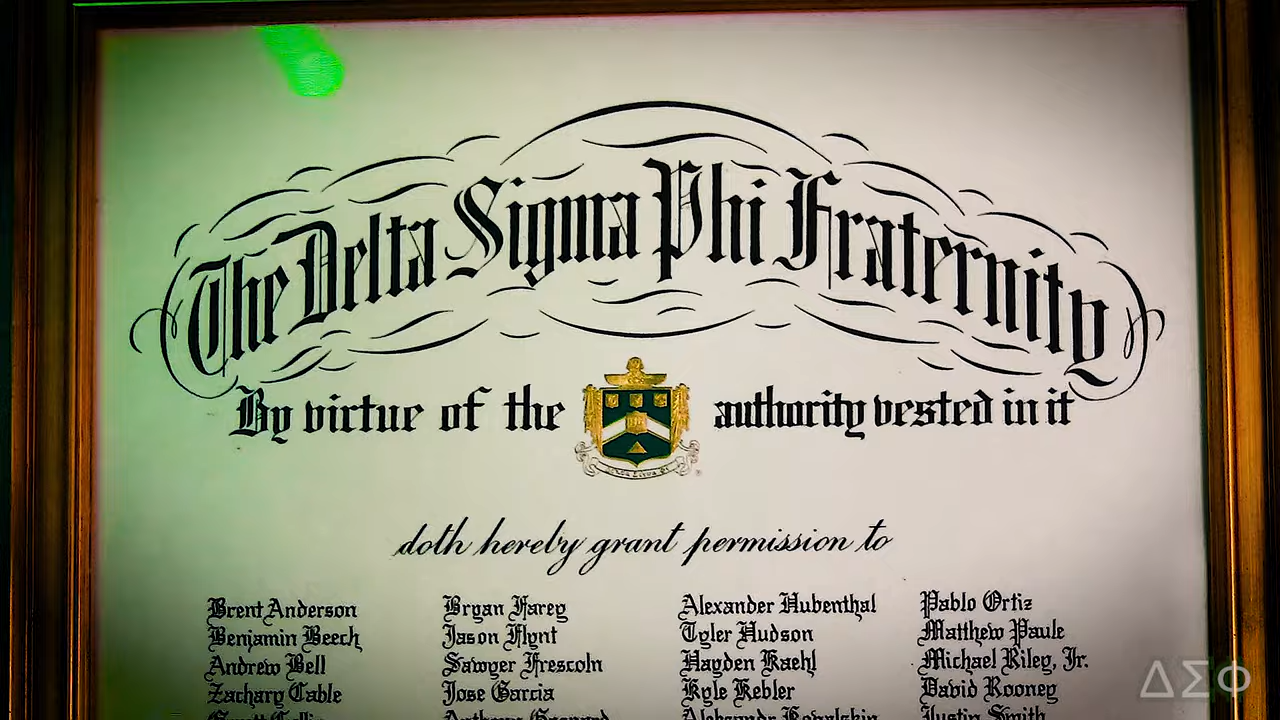 The Delta Sigma Phi Fraternity
By virtue of the authority vested in it
doth hereby grant permission to
Brent Anderson Bryan Farey Alexander Hubenthal Pablo Ortiz
Benjamin Beech Jason Flynt Tyler Hudson Matthew Paule
Andrew Bell Sawyer Frescoln Hayden Kaehl Michael Riley, Jr.
Zachary Cable Jose Garcia Kyle Kebler David Rooney
Justin Smith
ΔΣΦ